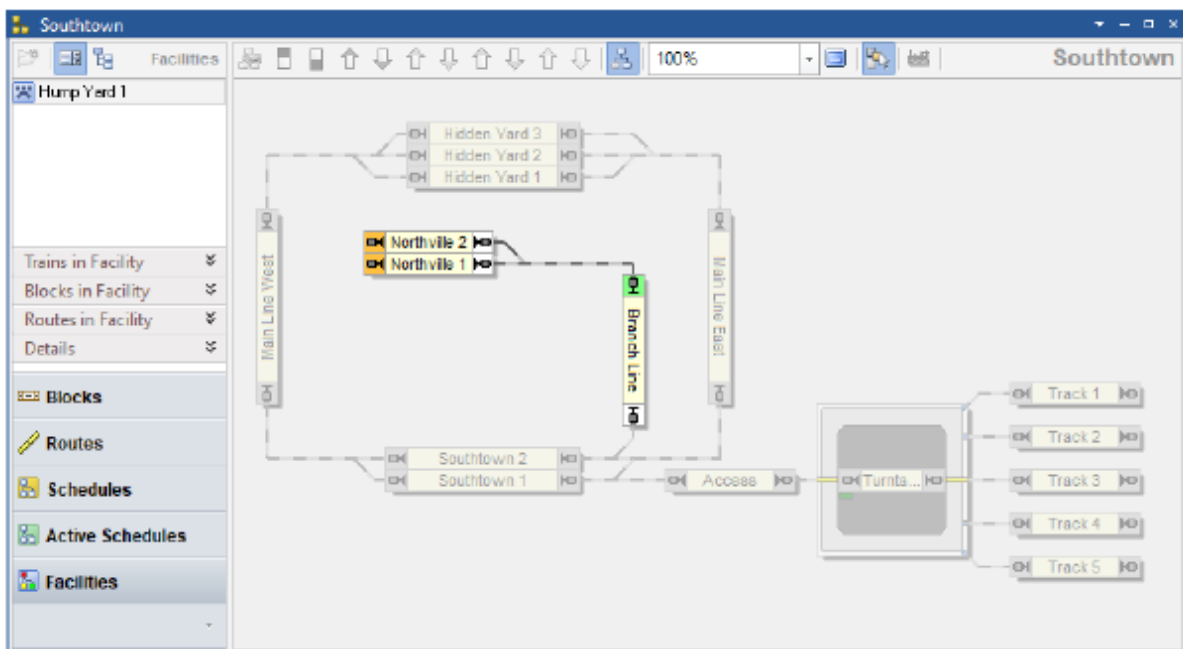 Southtown
Facilities
100%
Southtown
Hump Yard 1
Trains in Facility
Blocks in Facility
Routes in Facility
Details
Blocks
Routes
Schedules
Active Schedules
Facilities
Hidden Yard 3
Hidden Yard 2
Hidden Yard 1
Main Line West
Northville 2
Northville 1
Branch Line
Main Line East
Southtown 2
Southtown 1
Access
Turnta...
Track 1
Track 2
Track 3
Track 4
Track 5